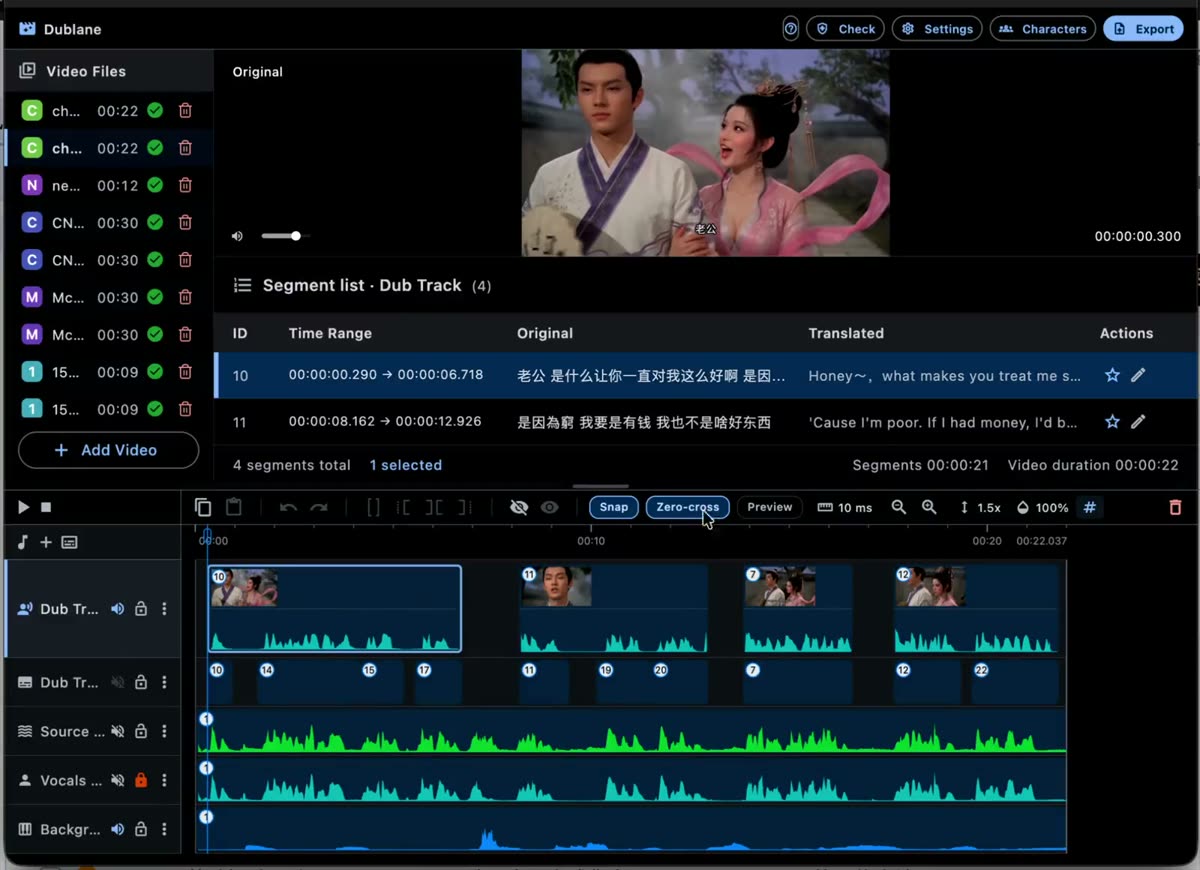 Dublane
Check
Settings
Characters
Export
Video Files
C ch... 00:22
C ch... 00:22
N ne... 00:12
C CN... 00:30
C CN... 00:30
M Mc... 00:30
M Mc... 00:30
1 15... 00:09
1 15... 00:09
+ Add Video
Original
老公
00:00:00.300
Segment list · Dub Track (4)
ID Time Range Original Translated Actions
10 00:00:00.290 → 00:00:06.718 老公 是什么让你一直对我这么好啊 是因... Honey～, what makes you treat me s...
11 00:00:08.162 → 00:00:12.926 是因為窮 我要是有钱 我也不是啥好东西 'Cause I'm poor. If I had money, I'd b...
4 segments total 1 selected Segments 00:00:21 Video duration 00:00:22
Snap Zero-cross Preview 10 ms 1.5x 100% #
00:00 00:10 00:20 00:22.037
Dub Tr... 10 11 7 12
Dub Tr... 10 14 15 17 11 19 20 7 12 22
Source ... 1
Vocals ... 1
Backgr... 1